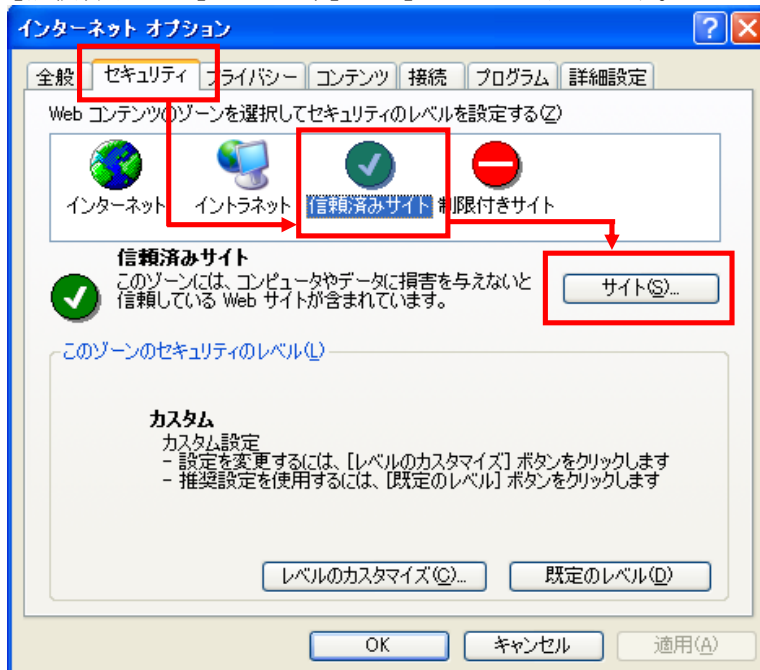 インターネット オプション
全般 セキュリティ プライバシー コンテンツ 接続 プログラム 詳細設定
Web コンテンツのゾーンを選択してセキュリティのレベルを設定する(Z)
インターネット イントラネット 信頼済みサイト 制限付きサイト
信頼済みサイト
このゾーンには、コンピュータやデータに損害を与えないと
信頼している Web サイトが含まれています。
サイト(S)...
このゾーンのセキュリティのレベル(L)
カスタム
カスタム設定
- 設定を変更するには、[レベルのカスタマイズ] ボタンをクリックします
- 推奨設定を使用するには、[既定のレベル] ボタンをクリックします
レベルのカスタマイズ(C)... 既定のレベル(D)
OK キャンセル 適用(A)